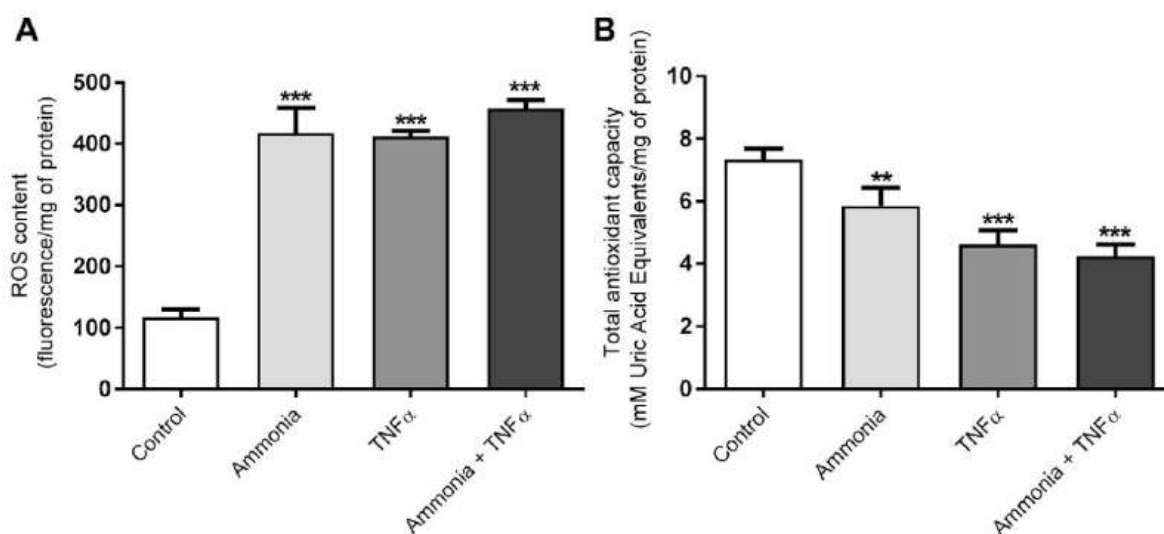 A
ROS content
(fluorescence/mg of protein)
500
400
300
200
100
0
***
***
***
Control
Ammonia
TNFα
Ammonia + TNFα
B
Total antioxidant capacity
(mM Uric Acid Equivalents/mg of protein)
10
8
6
4
2
0
**
***
***
Control
Ammonia
TNFα
Ammonia + TNFα